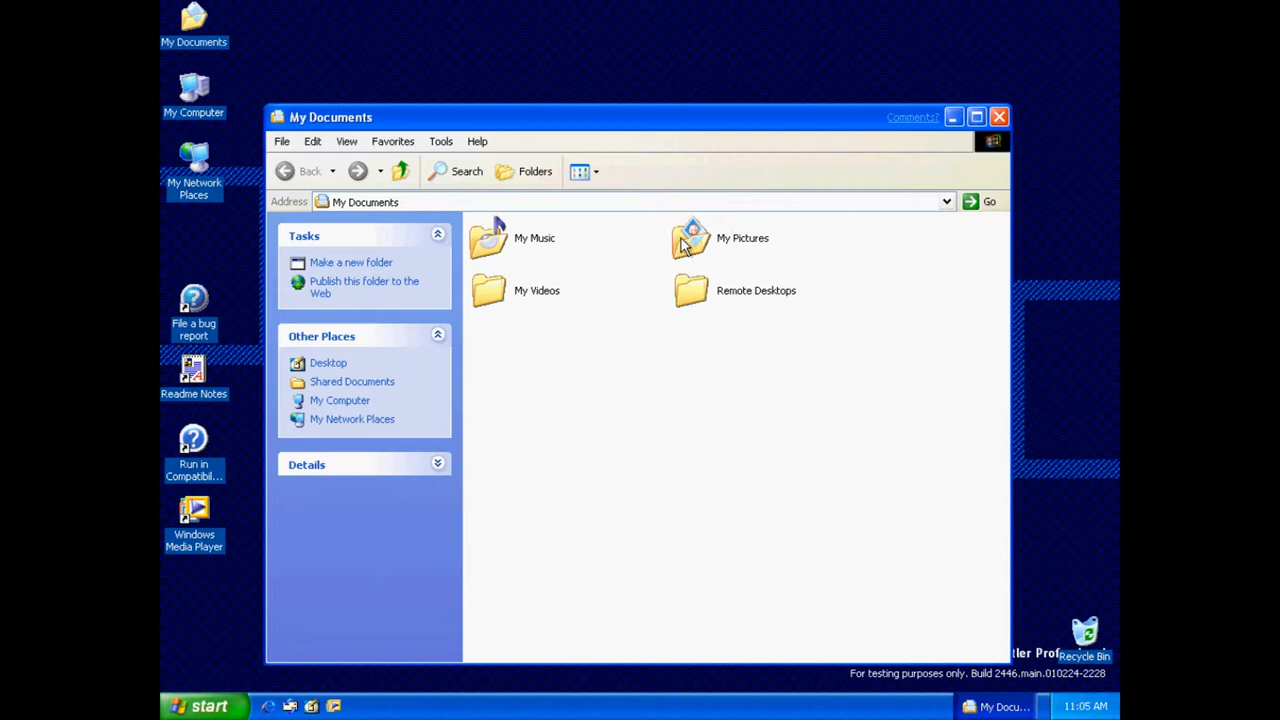 My Documents
My Computer
My Network
Places
File a bug
report
Readme Notes
Run in
Compatibil...
Windows
Media Player
My Documents
Comments?
File Edit View Favorites Tools Help
Back Search Folders
Address My Documents Go
Tasks
Make a new folder
Publish this folder to the
Web
Other Places
Desktop
Shared Documents
My Computer
My Network Places
Details
My Music
My Pictures
My Videos
Remote Desktops
Recycle Bin
For testing purposes only. Build 2446.main.010224-2228
start
My Docu...
11:05 AM